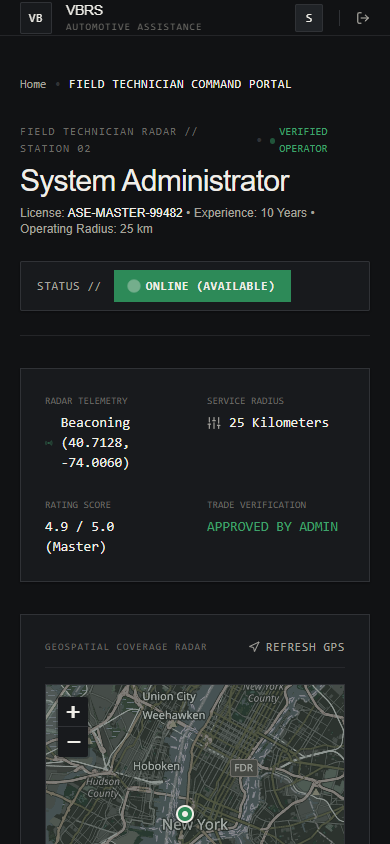 VB
VBRS
AUTOMOTIVE ASSISTANCE
S
Home • FIELD TECHNICIAN COMMAND PORTAL
FIELD TECHNICIAN RADAR //
STATION 02
VERIFIED
OPERATOR
System Administrator
License: ASE-MASTER-99482 • Experience: 10 Years •
Operating Radius: 25 km
STATUS //
ONLINE (AVAILABLE)
RADAR TELEMETRY
Beaconing
(40.7128,
-74.0060)
SERVICE RADIUS
25 Kilometers
RATING SCORE
4.9 / 5.0
(Master)
TRADE VERIFICATION
APPROVED BY ADMIN
GEOSPATIAL COVERAGE RADAR
REFRESH GPS
+
−
New York
County
Union City
Weehawken
Hoboken
FDR
Hudson
County
New York